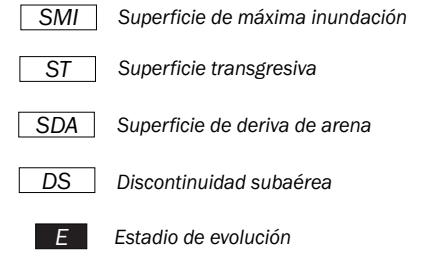 SMI Superficie de máxima inundación
ST Superficie transgresiva
SDA Superficie de deriva de arena
DS Discontinuidad subaérea
E Estadio de evolución